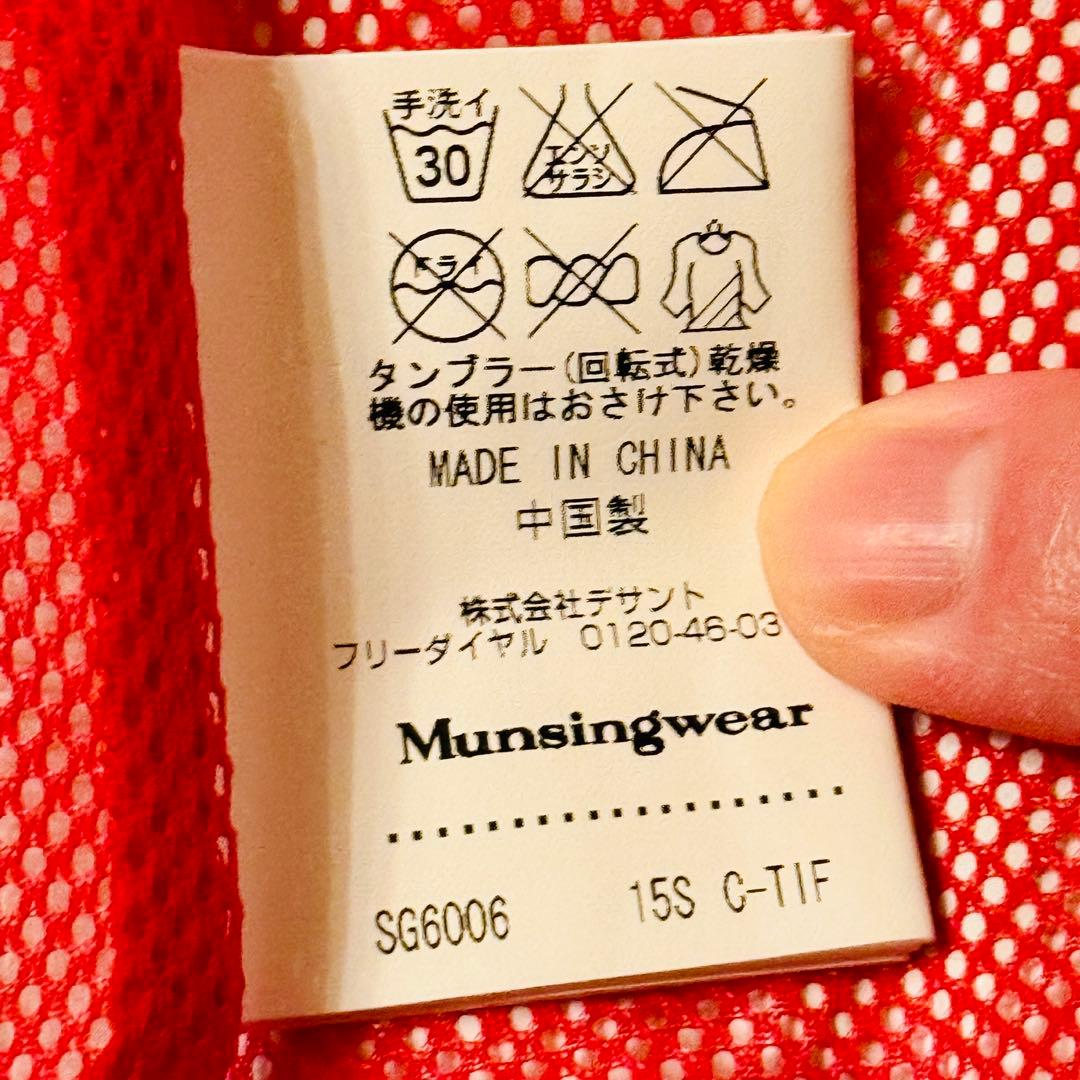 手洗イ
30
エンソ
サラシ
ドライ
タンブラー(回転式)乾燥
機の使用はおさけ下さい。
MADE IN CHINA
中国製
株式会社デサント
フリーダイヤル 0120-46-03
Munsingwear
SG6006 15S C-TIF